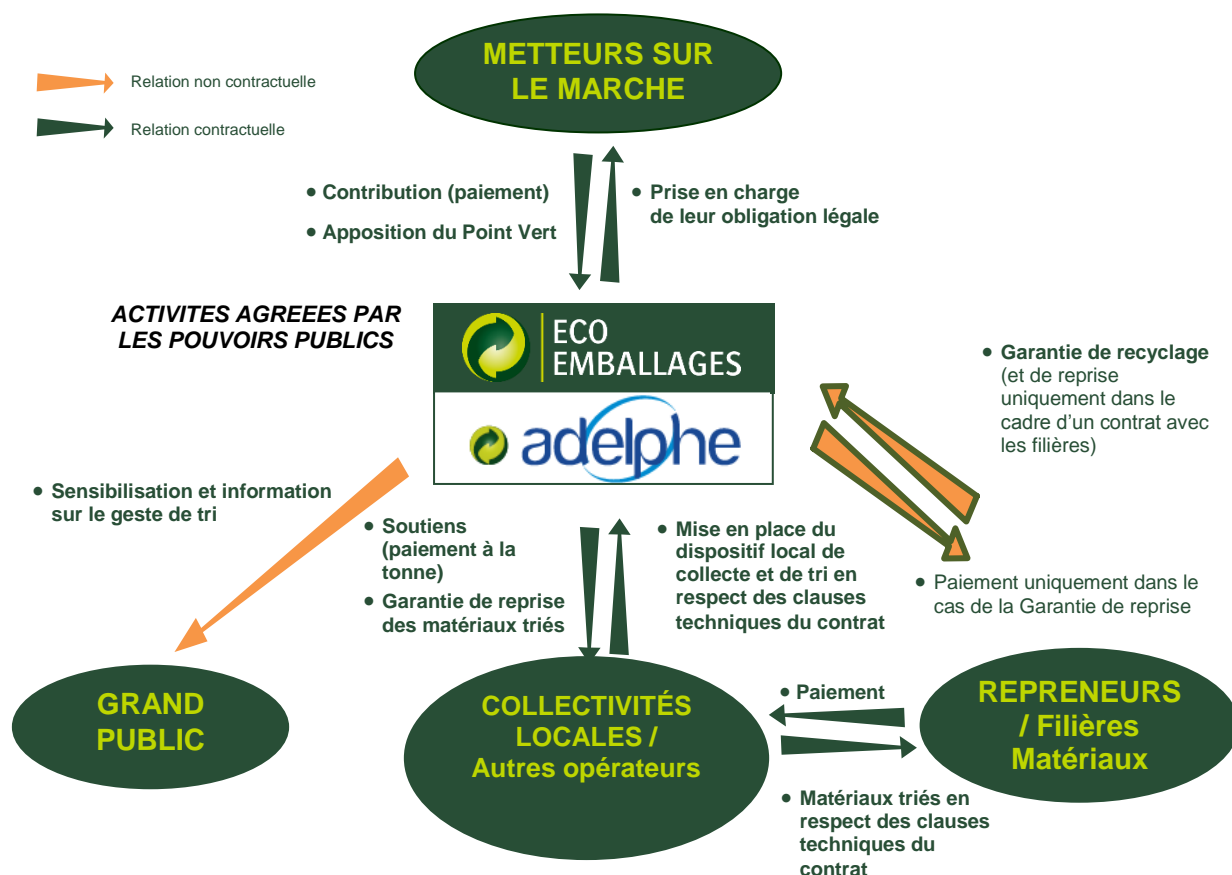 METTEURS SUR
LE MARCHE
Relation non contractuelle
Relation contractuelle
• Contribution (paiement)
• Apposition du Point Vert
• Prise en charge
de leur obligation légale
ACTIVITES AGREEES PAR
LES POUVOIRS PUBLICS
ECO
EMBALLAGES
adelphe
• Garantie de recyclage
(et de reprise
uniquement dans le
cadre d'un contrat avec
les filières)
• Sensibilisation et information
sur le geste de tri
• Soutiens
(paiement à la
tonne)
• Garantie de reprise
des matériaux triés
• Mise en place du
dispositif local de
collecte et de tri en
respect des clauses
techniques du contrat
• Paiement uniquement dans le
cas de la Garantie de reprise
GRAND
PUBLIC
COLLECTIVITÉS
LOCALES /
Autres opérateurs
• Paiement
REPRENEURS
/ Filières
Matériaux
• Matériaux triés en
respect des clauses
techniques du
contrat